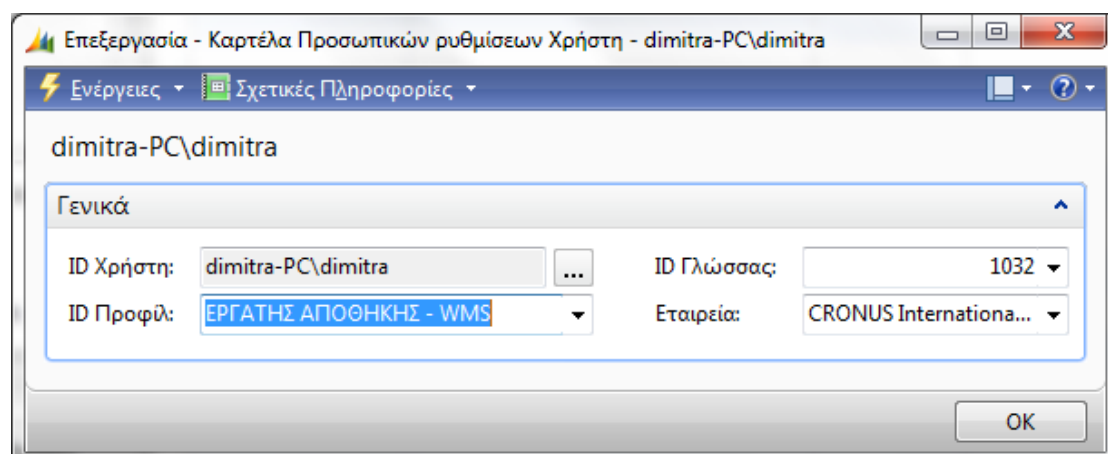 Επεξεργασία - Καρτέλα Προσωπικών ρυθμίσεων Χρήστη - dimitra-PC\dimitra
Ενέργειες Σχετικές Πληροφορίες
dimitra-PC\dimitra
Γενικά
ID Χρήστη: dimitra-PC\dimitra ... ID Γλώσσας: 1032
ID Προφίλ: ΕΡΓΑΤΗΣ ΑΠΟΘΗΚΗΣ - WMS Εταιρεία: CRONUS Internationa...
OK